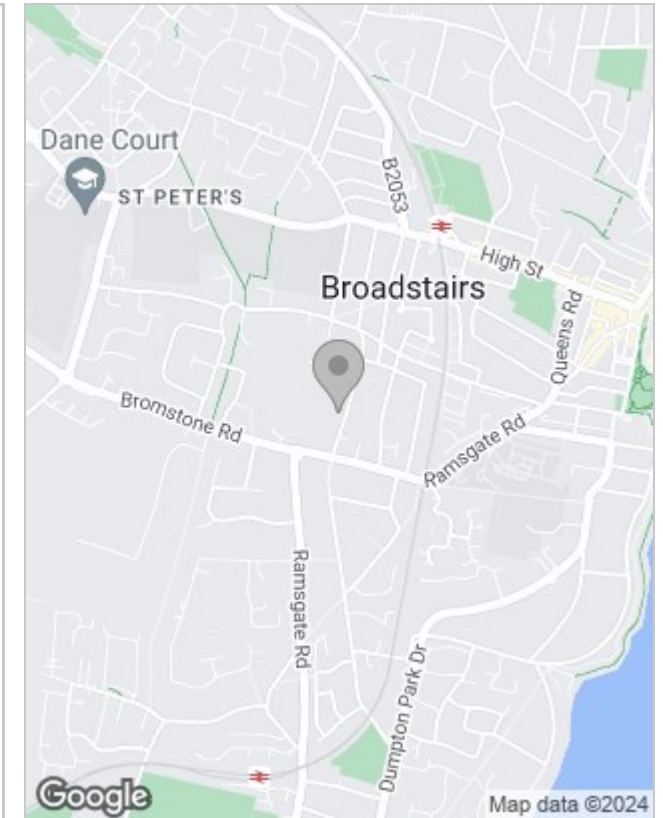 Dane Court
ST PETER'S
B2053
High St
Broadstairs
Queens Rd
Bromstone Rd
Ramsgate Rd
Ramsgate Rd
Dumpton Park Dr
Google
Map data ©2024